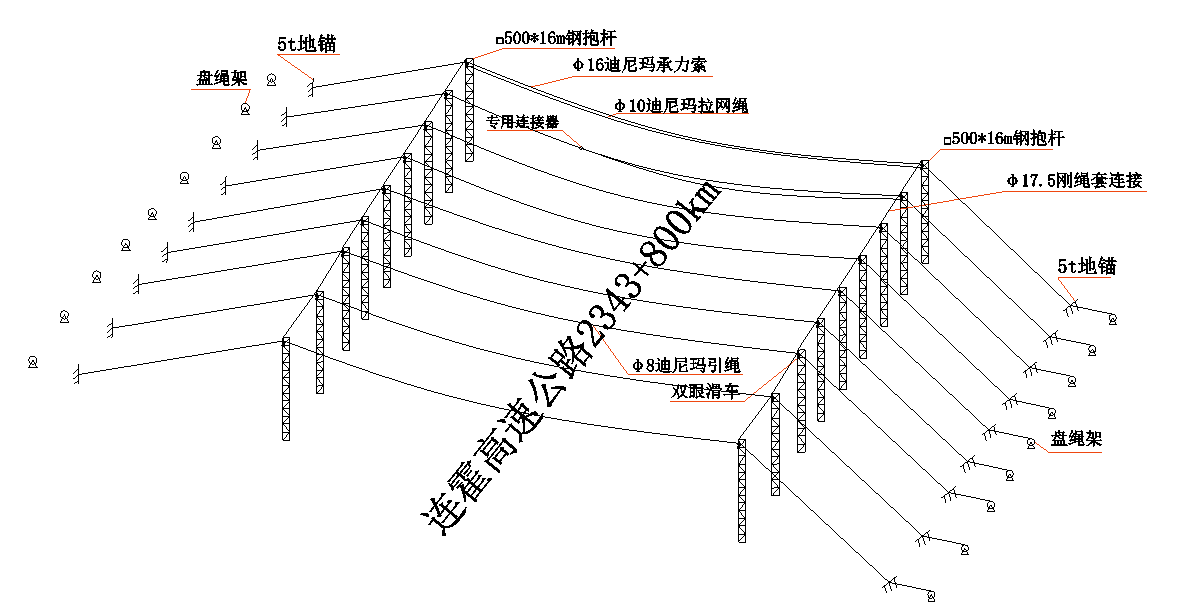 □500*16m钢抱杆
5t地锚
φ16迪尼玛承力索
盘绳架
φ10迪尼玛拉网绳
专用连接器
□500*16m钢抱杆
φ17.5刚绳套连接
5t地锚
连霍高速公路2343+800km
φ8迪尼玛引绳
双眼滑车
盘绳架